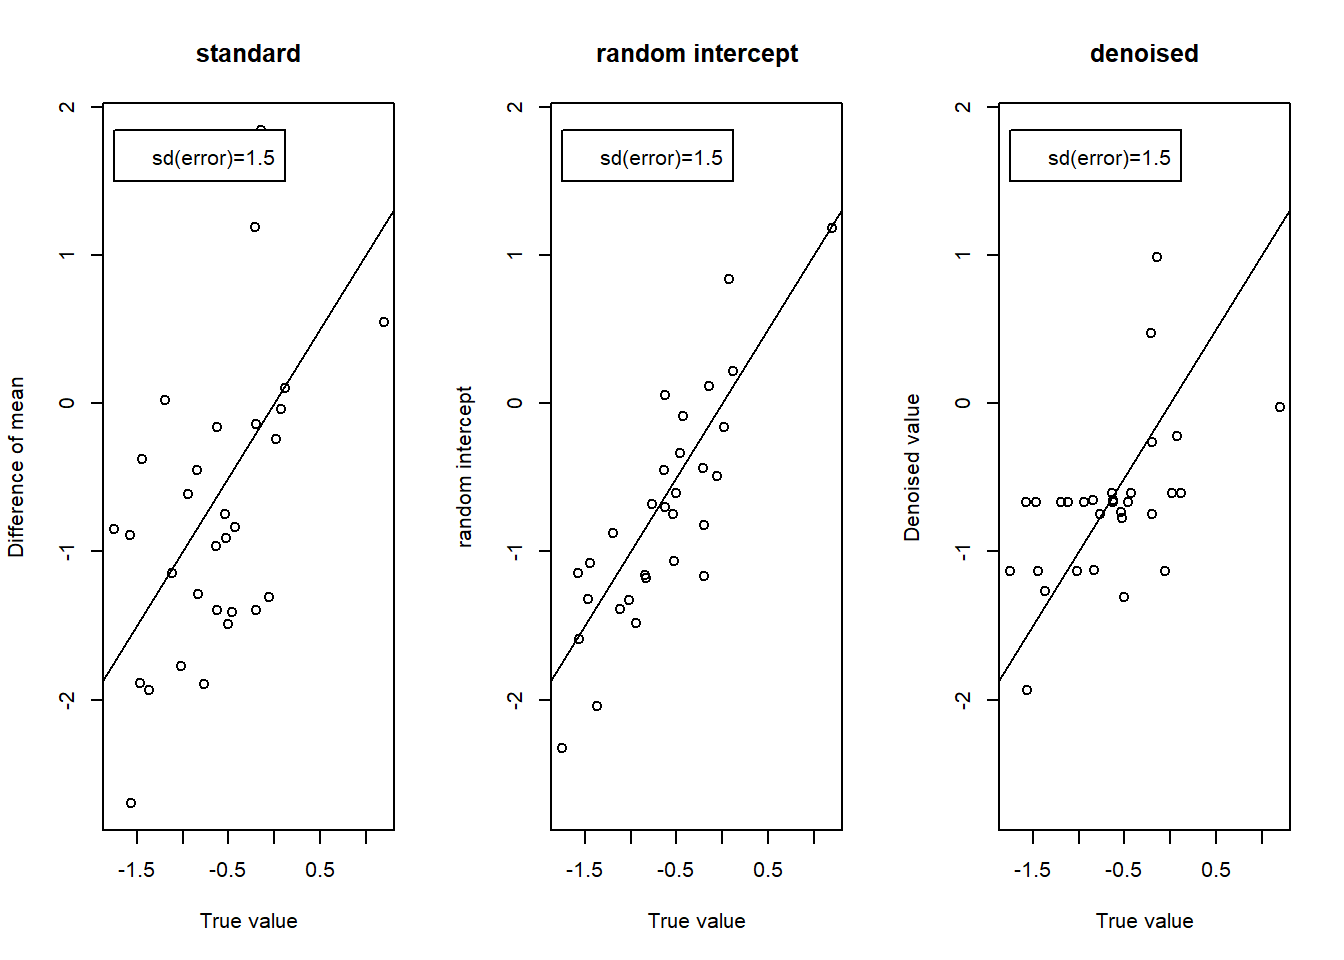 standard
sd(error)=1.5
Difference of mean
2
1
0
-1
-2
-1.5
-0.5
0.5
True value
random intercept
sd(error)=1.5
random intercept
2
1
0
-1
-2
-1.5
-0.5
0.5
True value
denoised
sd(error)=1.5
Denoised value
2
1
0
-1
-2
-1.5
-0.5
0.5
True value